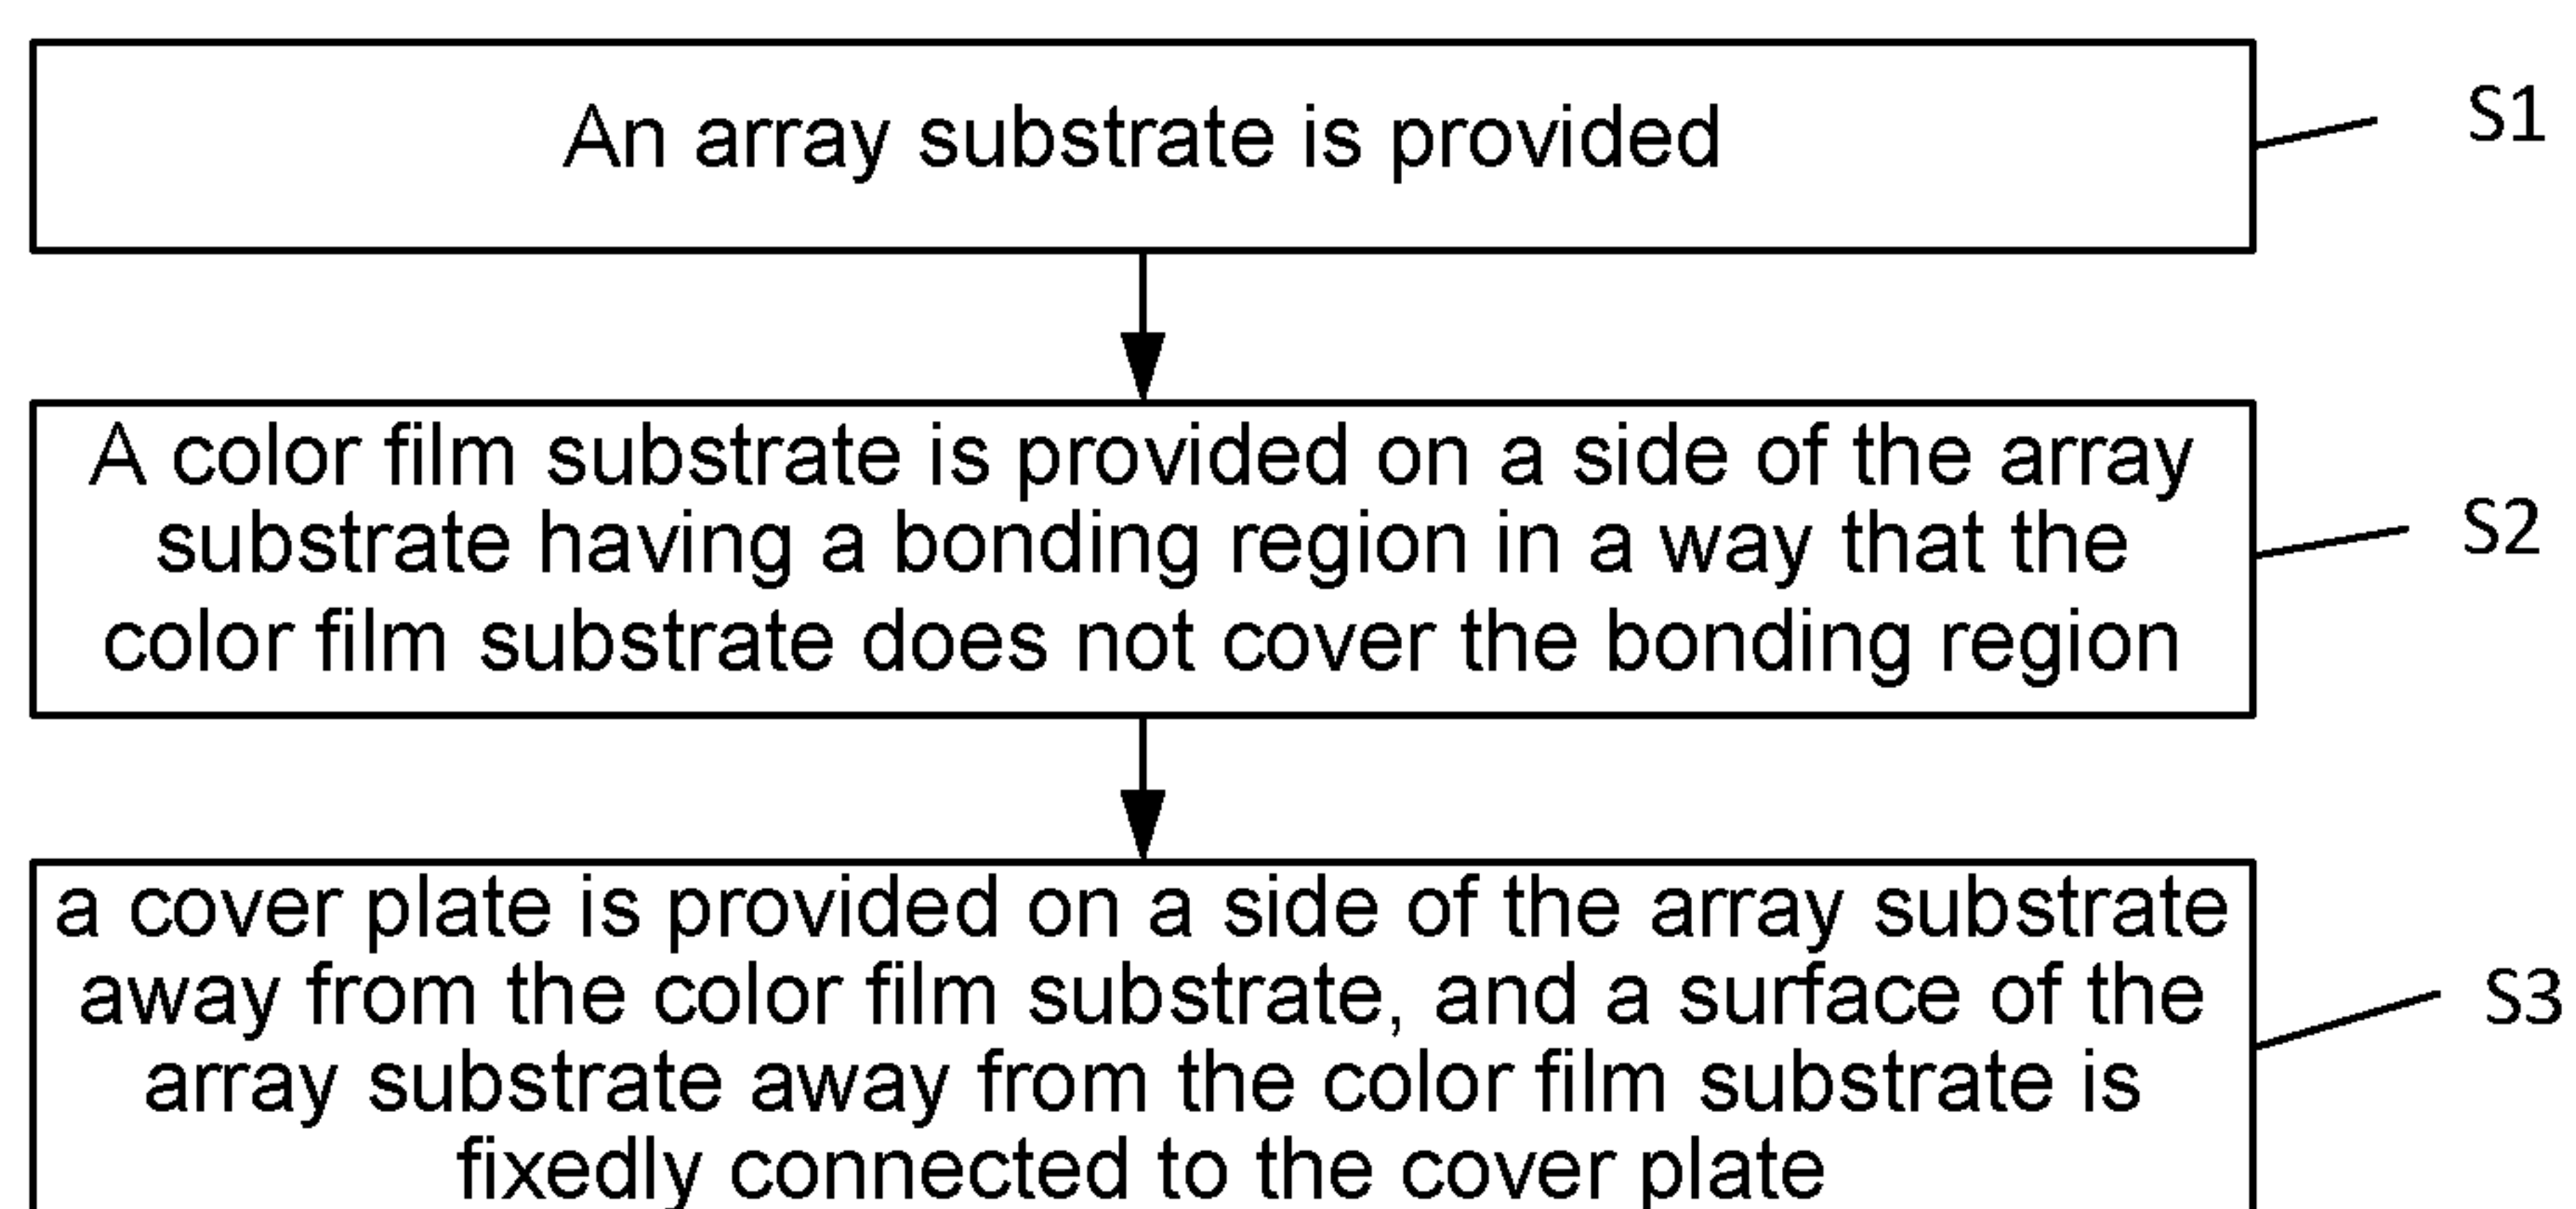 An array substrate is provided
S1
A color film substrate is provided on a side of the array
substrate having a bonding region in a way that the
color film substrate does not cover the bonding region
S2
a cover plate is provided on a side of the array substrate
away from the color film substrate, and a surface of the
array substrate away from the color film substrate is
fixedly connected to the cover plate
S3